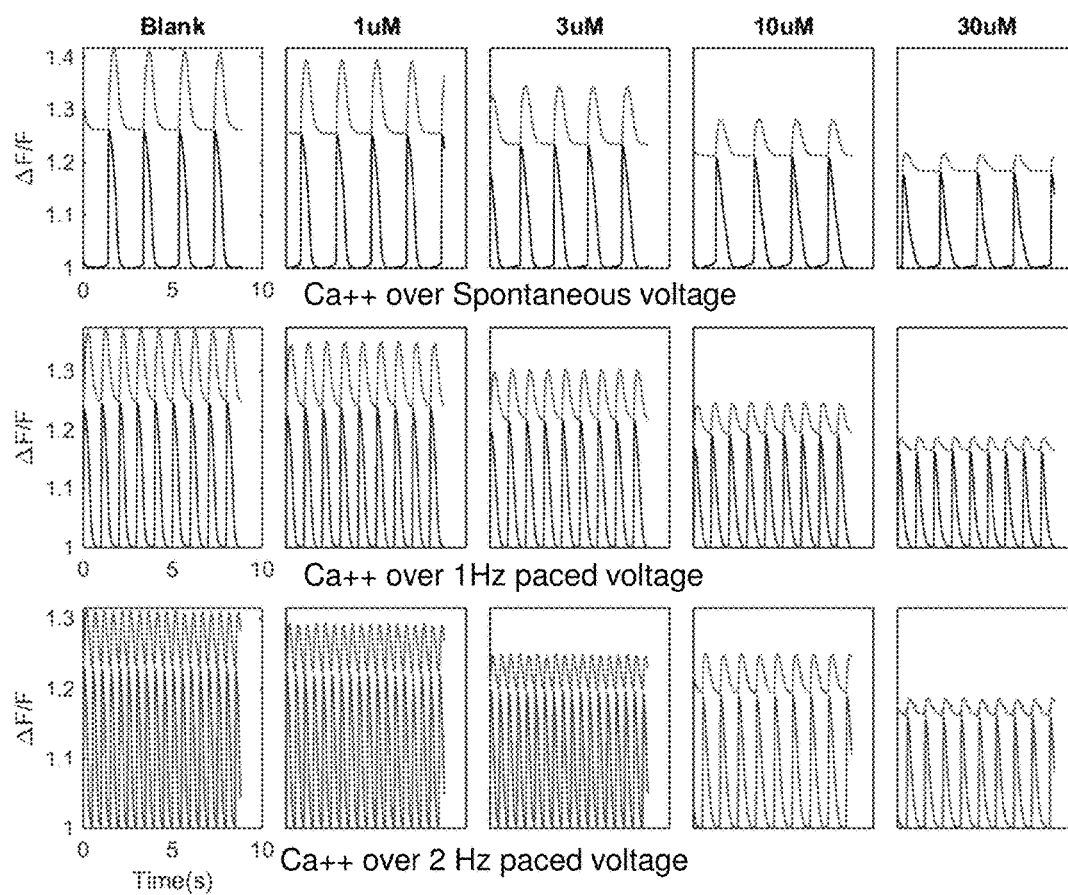 Blank 1uM 3uM 10uM 30uM
1.4
1.3
1.2
1.1
1
ΔF/F
0 5 10
Ca++ over Spontaneous voltage
1.3
1.2
1.1
1
ΔF/F
0 5 10
Ca++ over 1Hz paced voltage
1.3
1.2
1.1
1
ΔF/F
0 5 10
Time(s)
Ca++ over 2 Hz paced voltage